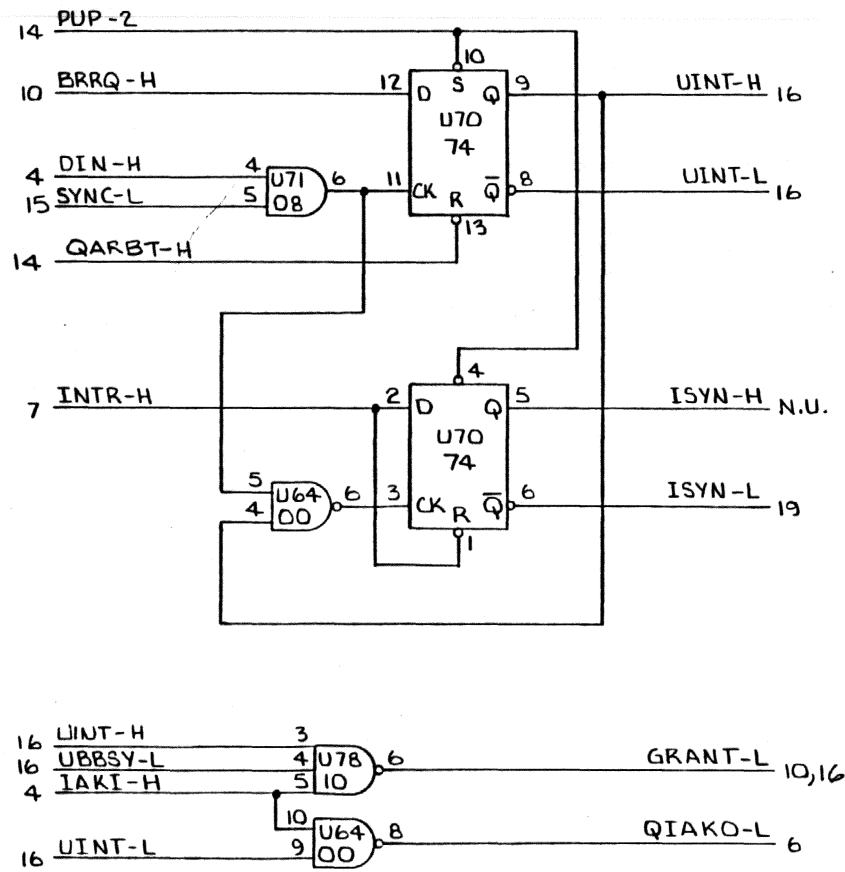 14 PUP-2
10
10 BRRQ-H 12 D S Q 9 UINT-H 16
U70
74
4 DIN-H 4 U71 6 11 CK R Q̅ 8 UINT-L 16
15 SYNC-L 5 08
13
14 QARBT-H
4
7 INTR-H 2 D Q 5 ISYN-H N.U.
U70
74
5 U64 6 3 CK R Q̅ 6 ISYN-L 19
4 00
1
16 UINT-H 3
16 UBBSY-L 4 U78 6 GRANT-L 10,16
4 IAKI-H 5 10
10 U64 8 QIAKO-L 6
16 UINT-L 9 00